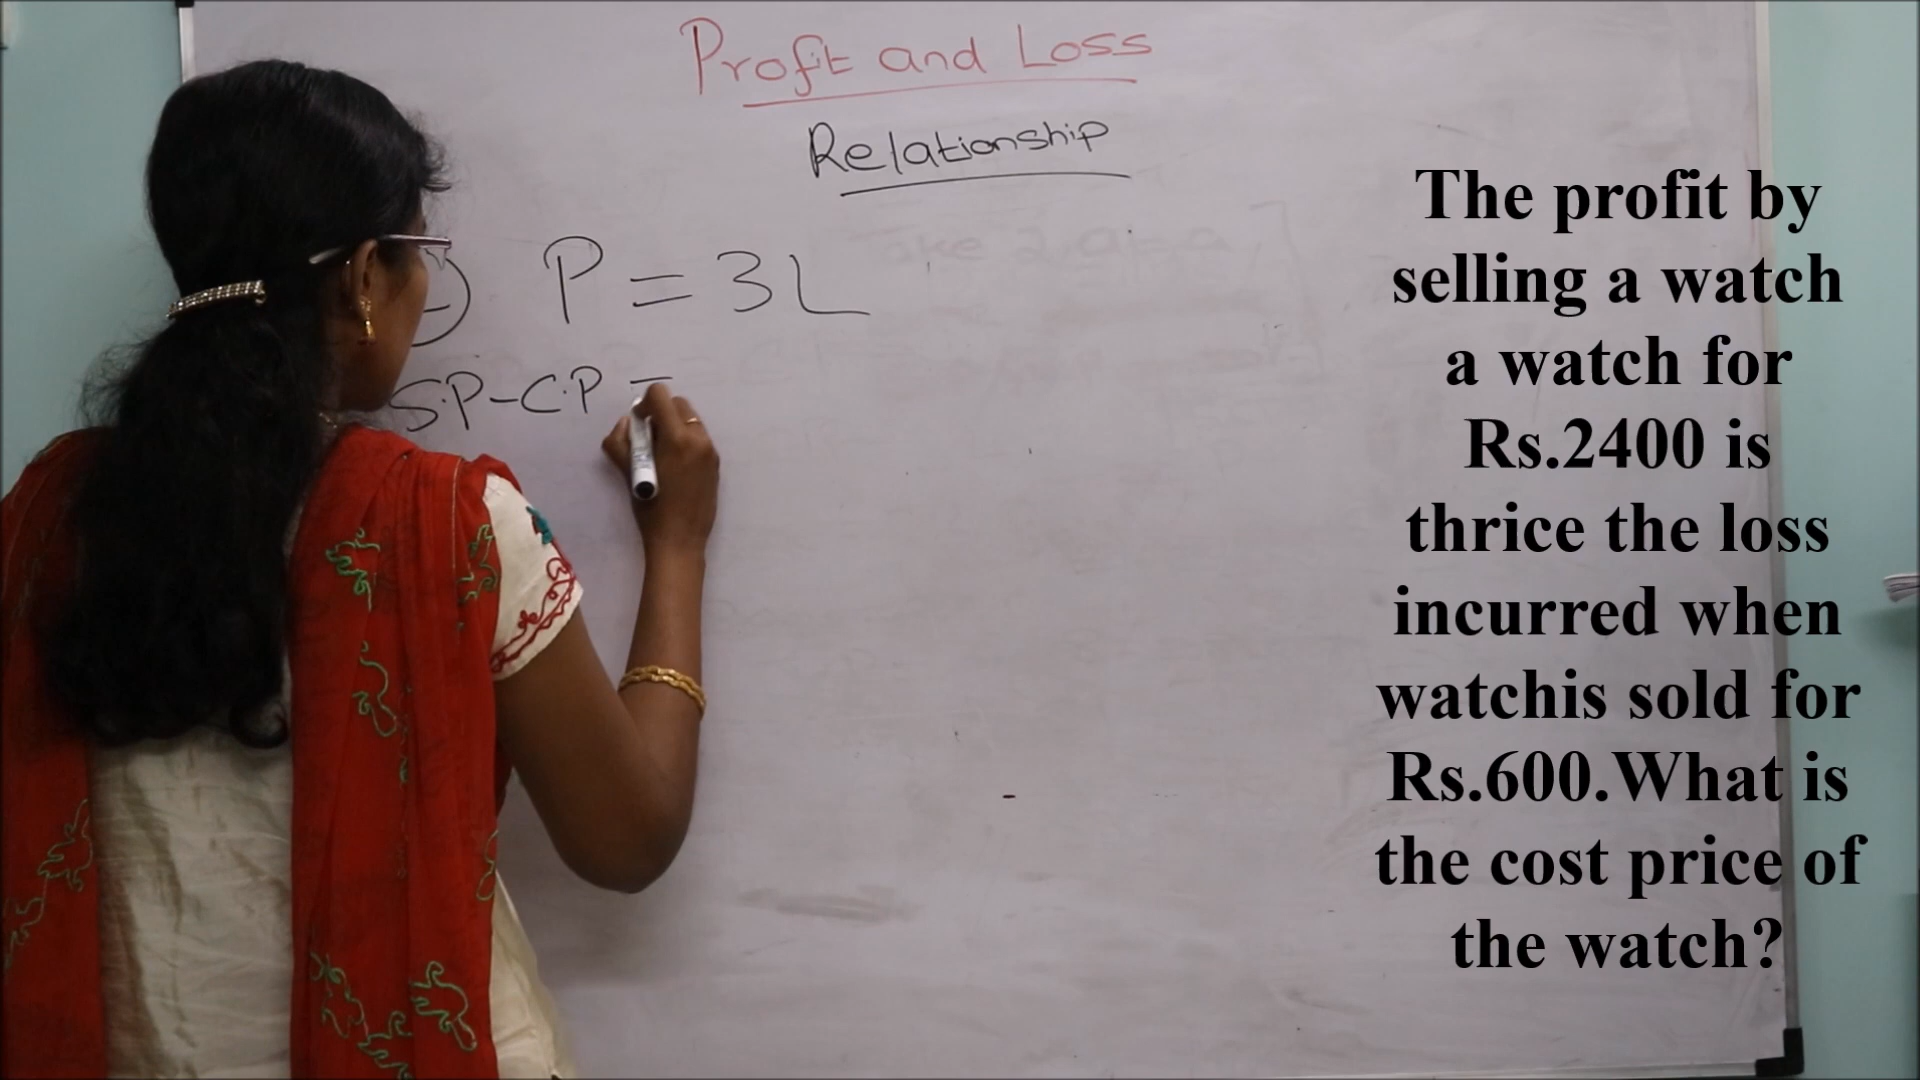 Profit and Loss
Relationship
P = 3L
S.P-C.P =
The profit by
selling a watch
a watch for
Rs.2400 is
thrice the loss
incurred when
watchis sold for
Rs.600.What is
the cost price of
the watch?